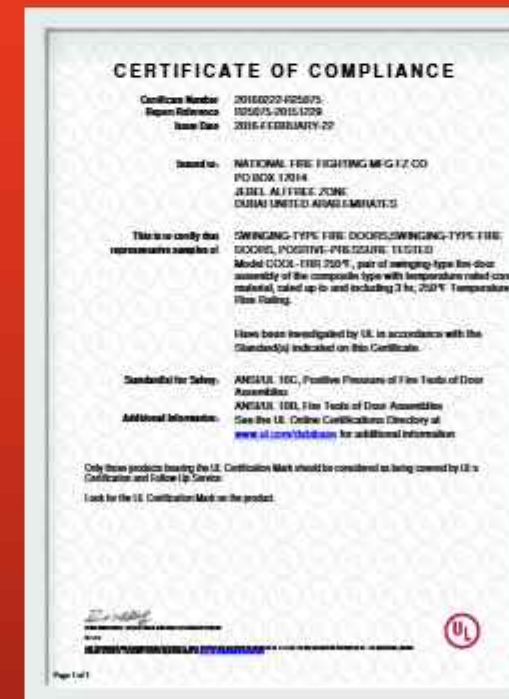 CERTIFICATE OF COMPLIANCE
Certificate Number 20160222-R25075
Report Reference R25075-20151229
Issue Date 2016-FEBRUARY-22
Issued to: NATIONAL FIRE FIGHTING MFG FZ CO
PO BOX 17014
JEBEL ALI FREE ZONE
DUBAI UNITED ARAB EMIRATES
This is to certify that SWINGING-TYPE FIRE DOORS,SWINGING-TYPE FIRE
representative samples of DOORS, POSITIVE-PRESSURE TESTED
Model COOL-TRR 250°F, pair of swinging-type fire door
assembly of the composite type with temperature rated core
material, rated up to and including 3 hr, 250°F Temperature
Rise Rating.
Have been investigated by UL in accordance with the
Standard(s) indicated on this Certificate.
Standard(s) for Safety: ANSI/UL 10C, Positive Pressure of Fire Tests of Door
Assemblies
ANSI/UL 10B, Fire Tests of Door Assemblies
Additional Information: See the UL Online Certifications Directory at
www.ul.com/database for additional information
Only those products bearing the UL Certification Mark should be considered as being covered by UL's
Certification and Follow-Up Service.
Look for the UL Certification Mark on the product.
UL
Page 1 of 1